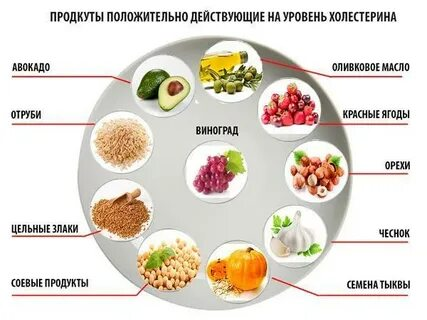 ПРОДКУТЫ ПОЛОЖИТЕЛЬНО ДЕЙСТВУЮЩИЕ НА УРОВЕНЬ ХОЛЕСТЕРИНА
АВОКАДО
ОЛИВКОВОЕ МАСЛО
ОТРУБИ
КРАСНЫЕ ЯГОДЫ
ВИНОГРАД
ОРЕХИ
ЦЕЛЬНЫЕ ЗЛАКИ
ЧЕСНОК
СОЕВЫЕ ПРОДУКТЫ
СЕМЕНА ТЫКВЫ